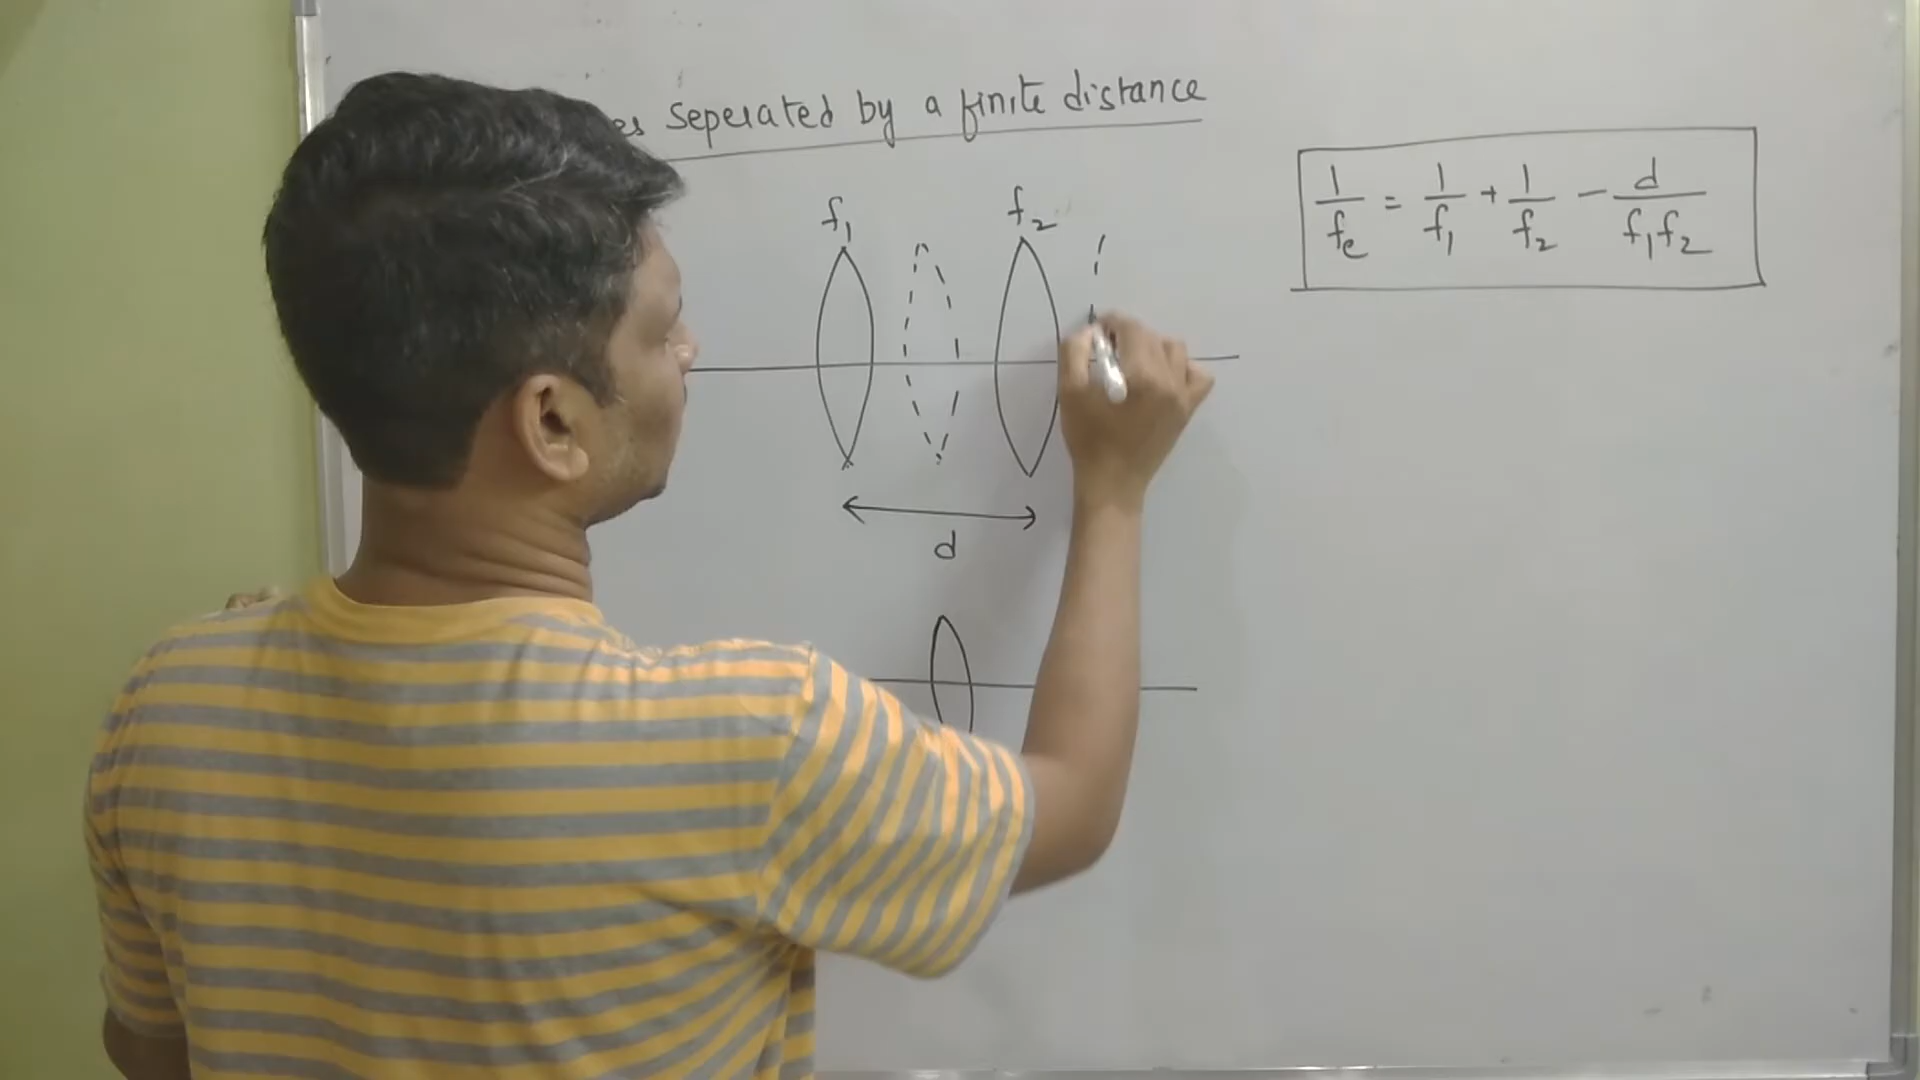 es seperated by a finite distance
f₁
f₂
d
1/fₑ = 1/f₁ + 1/f₂ - d/f₁f₂